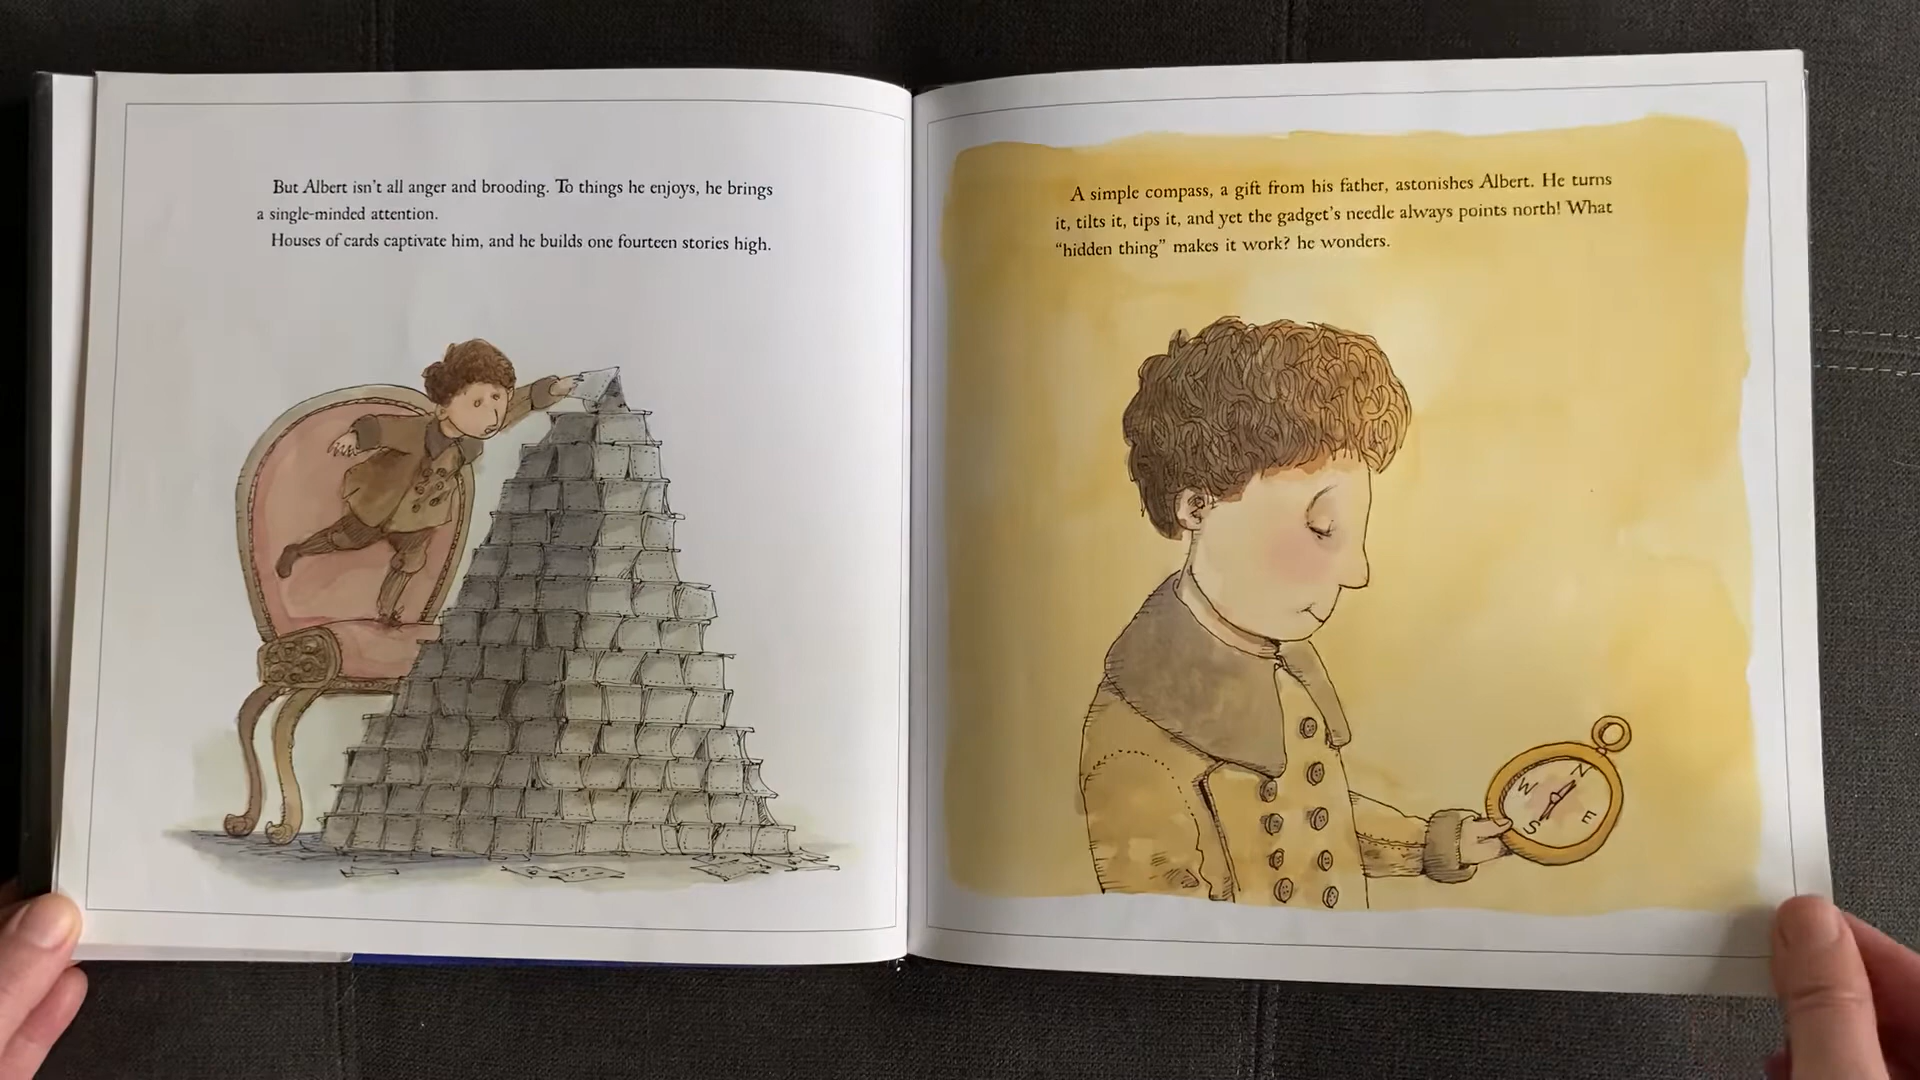 But Albert isn't all anger and brooding. To things he enjoys, he brings
a single-minded attention.
Houses of cards captivate him, and he builds one fourteen stories high.
A simple compass, a gift from his father, astonishes Albert. He turns
it, tilts it, tips it, and yet the gadget's needle always points north! What
“hidden thing” makes it work? he wonders.
N
W
E
S